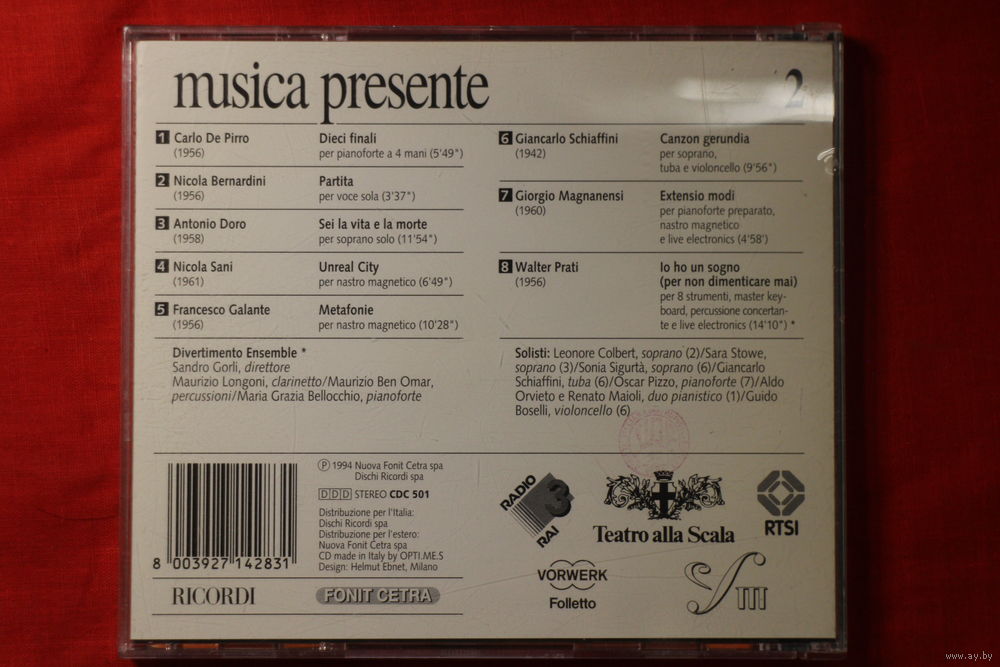 musica presente
2
1 Carlo De Pirro
(1956)
Dieci finali
per pianoforte a 4 mani (5'49")
2 Nicola Bernardini
(1956)
Partita
per voce sola (3'37")
3 Antonio Doro
(1958)
Sei la vita e la morte
per soprano solo (11'54")
4 Nicola Sani
(1961)
Unreal City
per nastro magnetico (6'49")
5 Francesco Galante
(1956)
Metafonie
per nastro magnetico (10'28")
6 Giancarlo Schiaffini
(1942)
Canzon gerundia
per soprano,
tuba e violoncello (9'56")
7 Giorgio Magnanensi
(1960)
Extensio modi
per pianoforte preparato,
nastro magnetico
e live electronics (4'58')
8 Walter Prati
(1956)
Io ho un sogno
(per non dimenticare mai)
per 8 strumenti, master key-
board, percussione concertan-
te e live electronics (14'10") *
Divertimento Ensemble *
Sandro Gorli, direttore
Maurizio Longoni, clarinetto/Maurizio Ben Omar,
percussioni/Maria Grazia Bellocchio, pianoforte
Solisti: Leonore Colbert, soprano (2)/Sara Stowe,
soprano (3)/Sonia Sigurtà, soprano (6)/Giancarlo
Schiaffini, tuba (6)/Oscar Pizzo, pianoforte (7)/Aldo
Orvieto e Renato Maioli, duo pianistico (1)/Guido
Boselli, violoncello (6)
8 003927 142831
℗ 1994 Nuova Fonit Cetra spa
Dischi Ricordi spa
DDD STEREO CDC 501
Distribuzione per l'Italia:
Dischi Ricordi spa
Distribuzione per l'estero:
Nuova Fonit Cetra spa
CD made in Italy by OPTI.ME.S
Design: Helmut Ebnet, Milano
RICORDI
FONIT CETRA
RADIO
3
RAI
Teatro alla Scala
RTSI
VORWERK
Folletto
III
www.ay.by